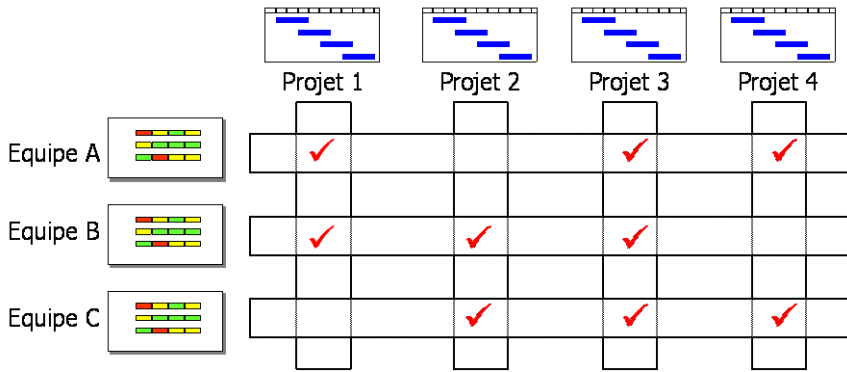 Projet 1
Projet 2
Projet 3
Projet 4
Equipe A
Equipe B
Equipe C